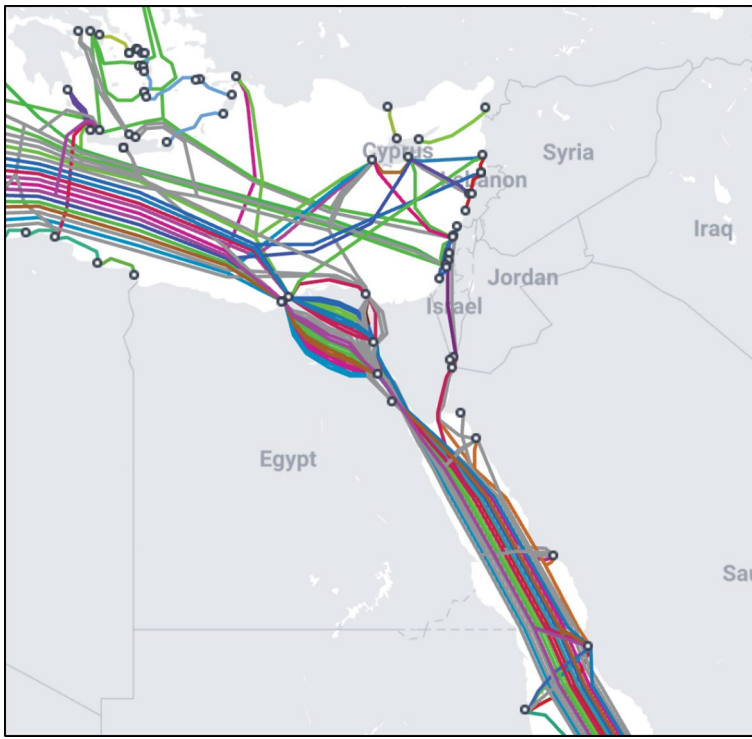 Cyprus
Syria
Lebanon
Iraq
Jordan
Israel
Egypt
Sau